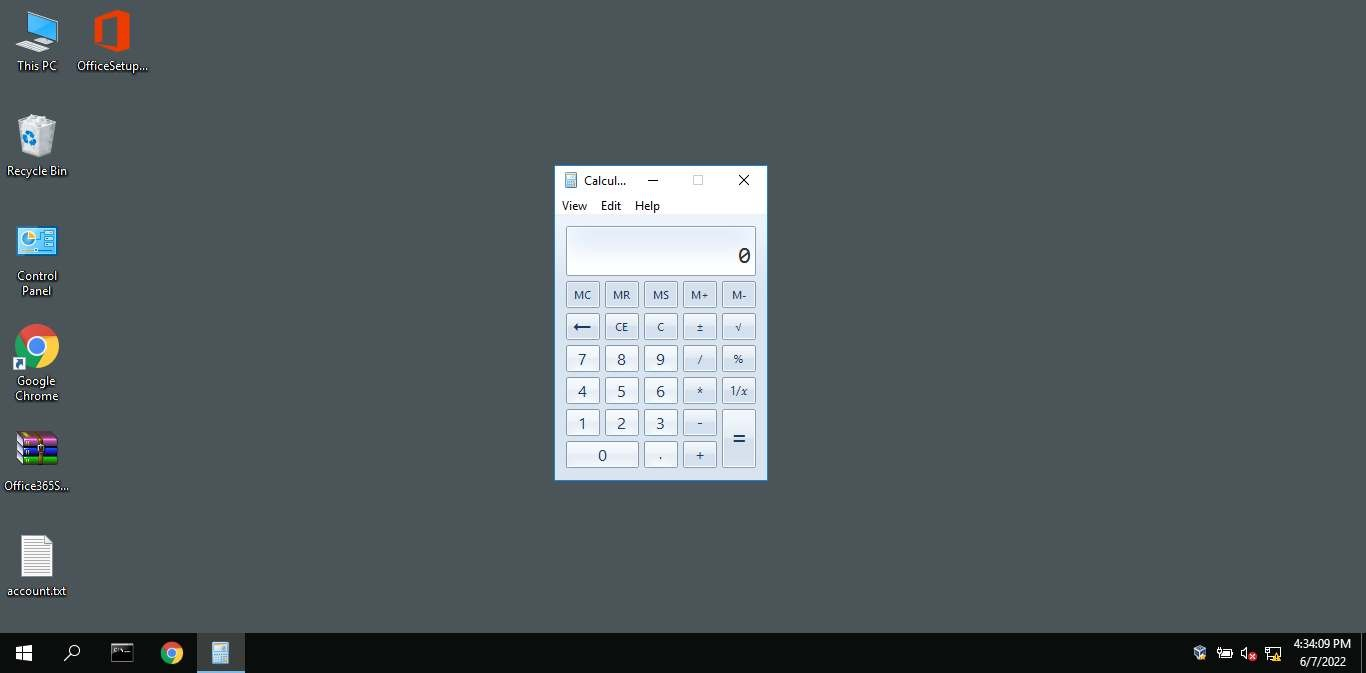 This PC
OfficeSetup...
Recycle Bin
Control
Panel
Google
Chrome
Office365S...
account.txt
Calcul...
View Edit Help
0
MC MR MS M+ M-
← CE C ± √
7 8 9 / %
4 5 6 * 1/x
1 2 3 - =
0 . +
4:34:09 PM
6/7/2022